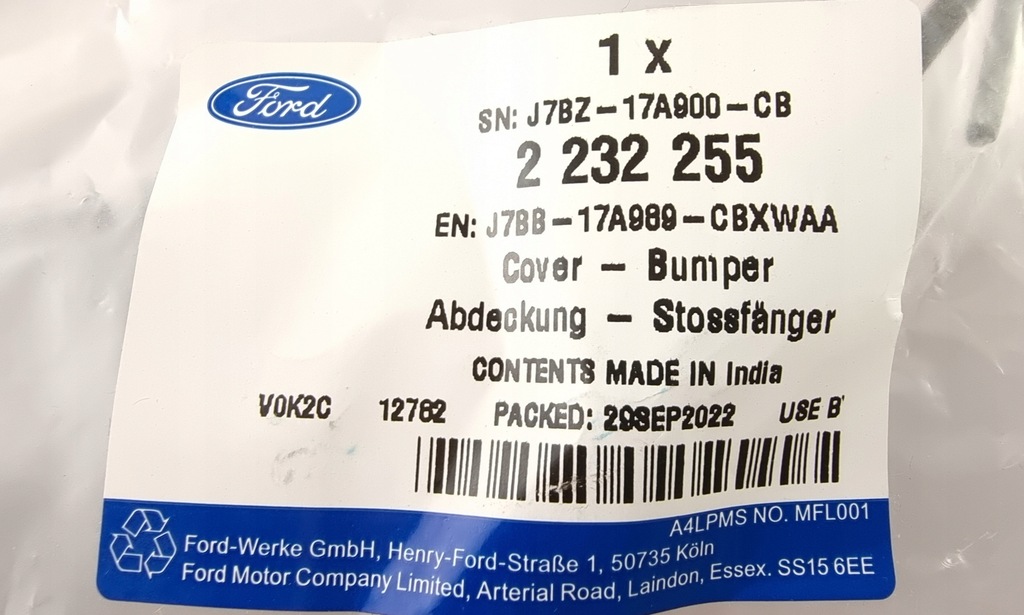 Ford
1 x
SN: J7BZ-17A900-CB
2 232 255
EN: J7BB-17A989-CBXWAA
Cover - Bumper
Abdeckung - Stossfänger
CONTENTS MADE IN India
V0K2C 12782 PACKED: 29SEP2022 USE B
A4LPMS NO. MFL001
Ford-Werke GmbH, Henry-Ford-Straße 1, 50735 Köln
Ford Motor Company Limited, Arterial Road, Laindon, Essex. SS15 6EE